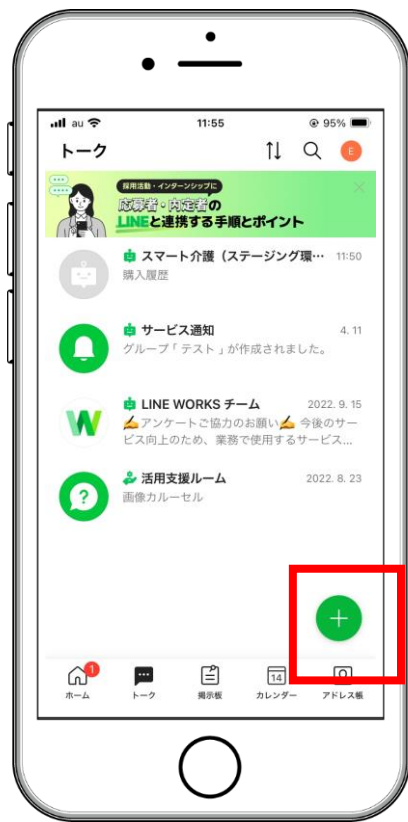 au 11:55 95%
トーク
E
採用活動・インターンシップに
応募者・内定者の
LINEと連携する手順とポイント
スマート介護（ステージング環… 11:50
購入履歴
サービス通知 4. 11
グループ「 テスト 」が作成されました。
LINE WORKS チーム 2022. 9. 15
✍アンケートご協力のお願い✍ 今後のサー
ビス向上のため、業務で使用するサービス…
活用支援ルーム 2022. 8. 23
画像カルーセル
1
14
ホーム トーク 掲示板 カレンダー アドレス帳